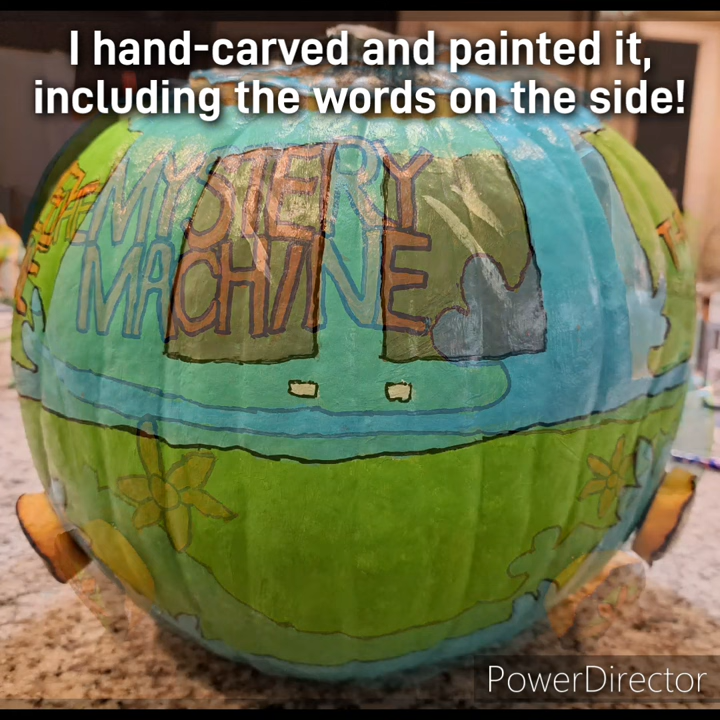 I hand-carved and painted it,
including the words on the side!
MYSTERY
MACHINE
PowerDirector